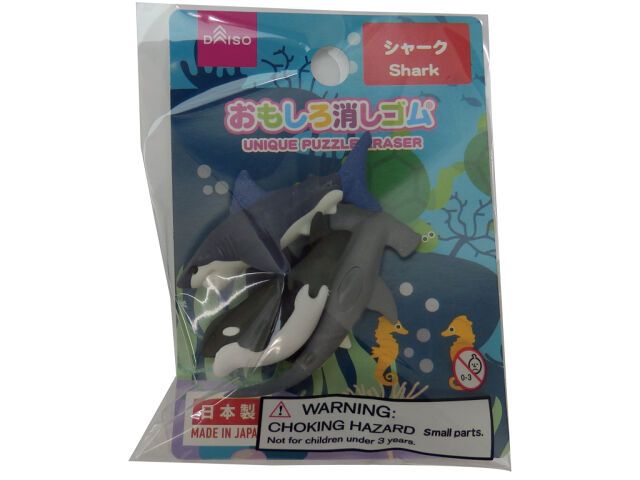 DAISO
シャーク
Shark
おもしろ消しゴム
UNIQUE PUZZLE ERASER
0-3
日本製
MADE IN JAPAN
WARNING:
CHOKING HAZARD Small parts.
Not for children under 3 years.